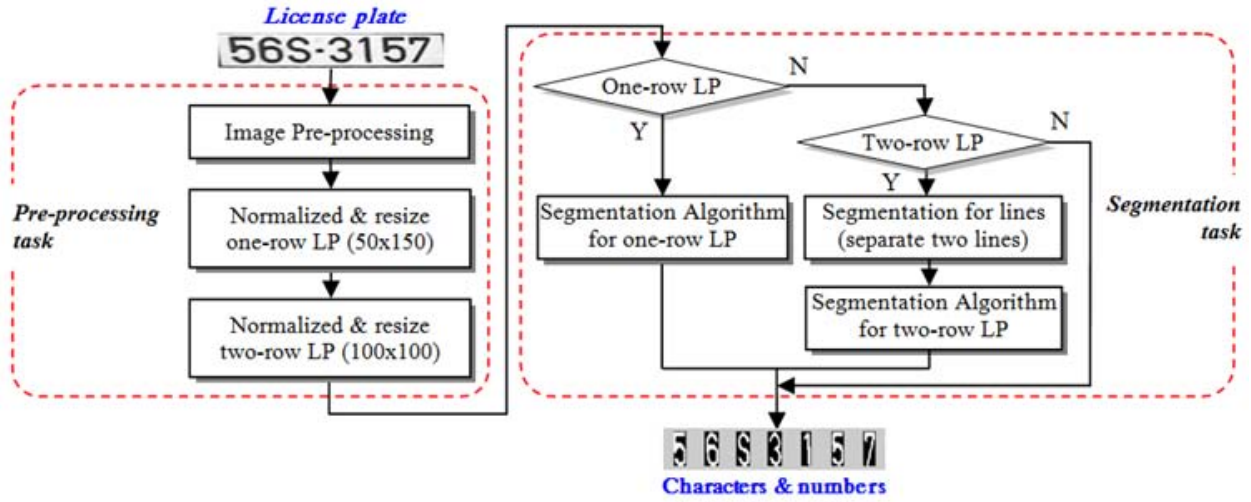 License plate
56S-3157
Image Pre-processing
Normalized & resize
one-row LP (50x150)
Normalized & resize
two-row LP (100x100)
Pre-processing
task
One-row LP
N
Y
Two-row LP
N
Y
Segmentation Algorithm
for one-row LP
Segmentation for lines
(separate two lines)
Segmentation Algorithm
for two-row LP
Segmentation
task
5 6 S 3 1 5 7
Characters & numbers